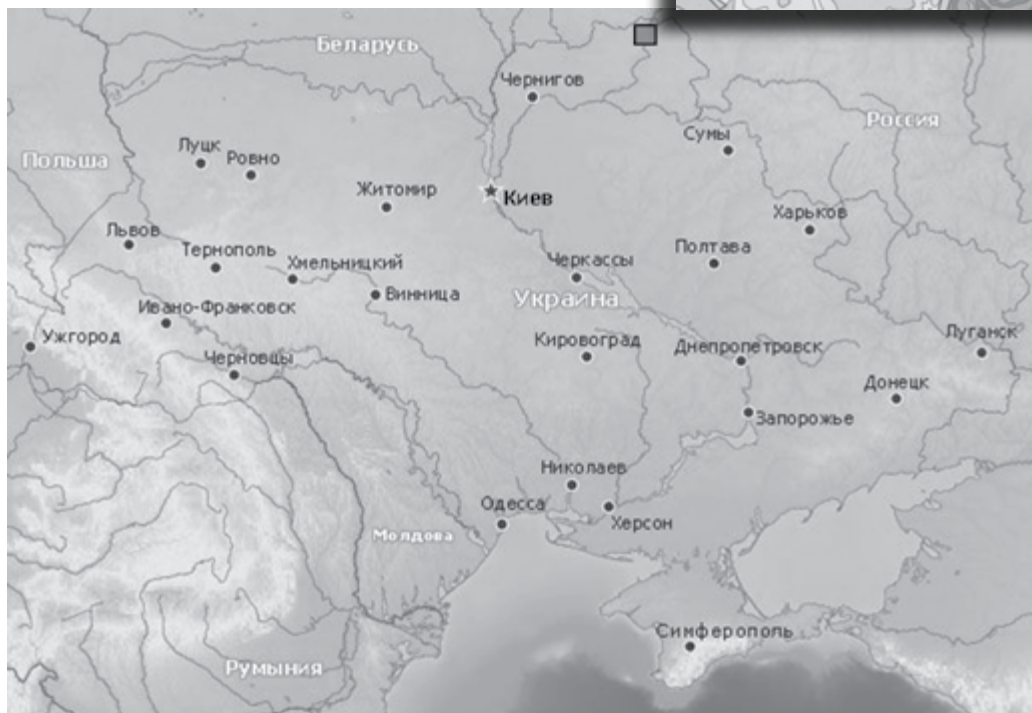 Беларусь
Чернигов
Россия
Сумы
Польша
Луцк
Ровно
Житомир
Киев
Харьков
Львов
Тернополь
Полтава
Хмельницкий
Черкассы
Винница
Украина
Ивано-Франковск
Ужгород
Кировоград
Луганск
Черновцы
Днепропетровск
Донецк
Запорожье
Николаев
Одесса
Херсон
Молдова
Симферополь
Румыния